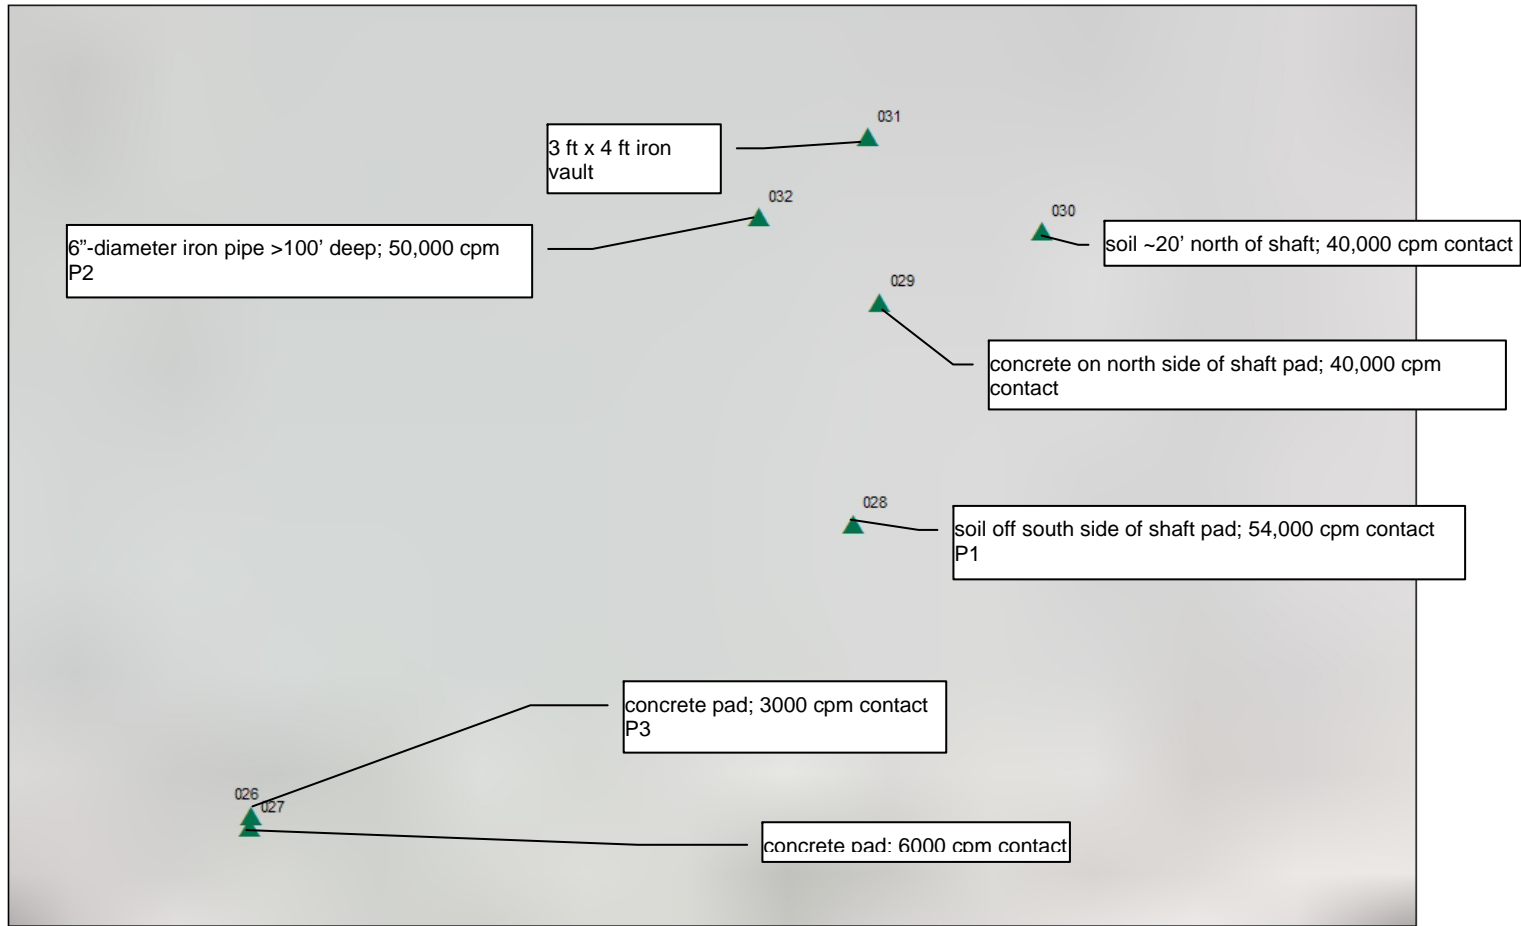 031
3 ft x 4 ft iron
vault
032
030
6”-diameter iron pipe >100’ deep; 50,000 cpm
P2
soil ~20’ north of shaft; 40,000 cpm contact
029
concrete on north side of shaft pad; 40,000 cpm
contact
028
soil off south side of shaft pad; 54,000 cpm contact
P1
concrete pad; 3000 cpm contact
P3
026
027
concrete pad; 6000 cpm contact